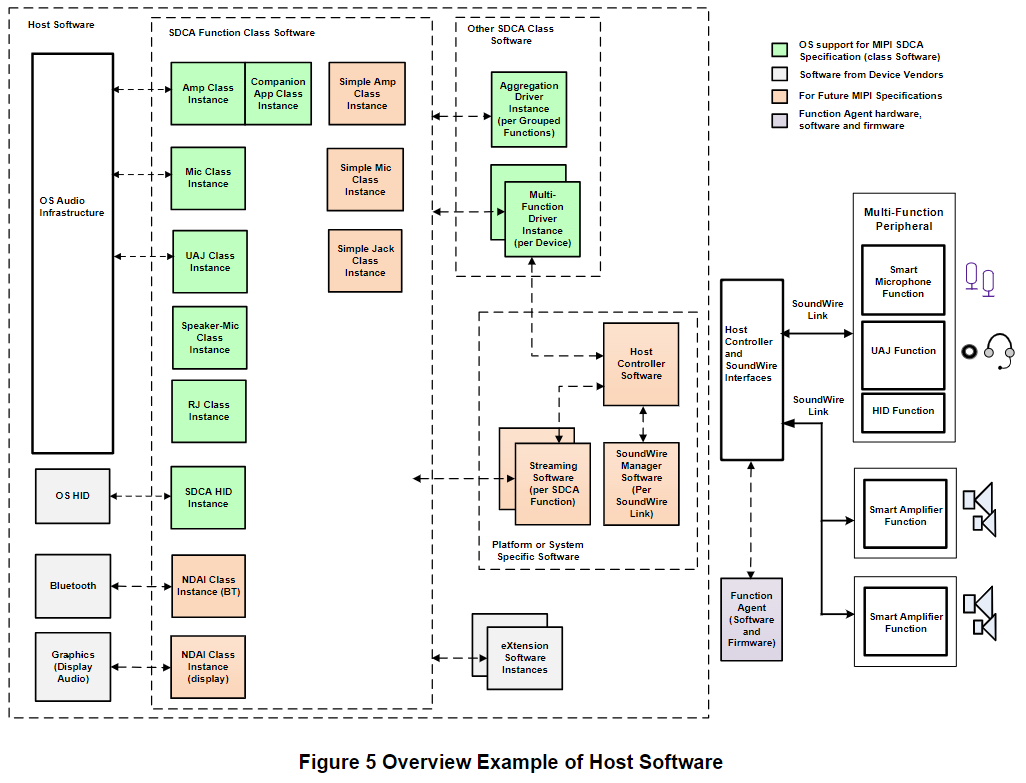 Host Software
SDCA Function Class Software
Other SDCA Class
Software
OS support for MIPI SDCA
Specification (class Software)
Software from Device Vendors
For Future MIPI Specifications
Function Agent hardware,
software and firmware
OS Audio
Infrastructure
Amp Class
Instance
Companion
App Class
Instance
Simple Amp
Class
Instance
Mic Class
Instance
Simple Mic
Class
Instance
UAJ Class
Instance
Simple Jack
Class
Instance
Speaker-Mic
Class
Instance
RJ Class
Instance
OS HID
SDCA HID
Instance
Bluetooth
NDAI Class
Instance (BT)
Graphics
(Display
Audio)
NDAI Class
Instance
(display)
Aggregation
Driver
Instance
(per Grouped
Functions)
Multi-
Function
Driver
Instance
(per Device)
Host
Controller
Software
Streaming
Software
(per SDCA
Function)
SoundWire
Manager
Software
(Per
SoundWire
Link)
Platform or System
Specific Software
eXtension
Software
Instances
Host
Controller
and
SoundWire
Interfaces
Function
Agent
(Software
and
Firmware)
SoundWire
Link
SoundWire
Link
Multi-Function
Peripheral
Smart
Microphone
Function
UAJ Function
HID Function
Smart Amplifier
Function
Smart Amplifier
Function
Figure 5 Overview Example of Host Software